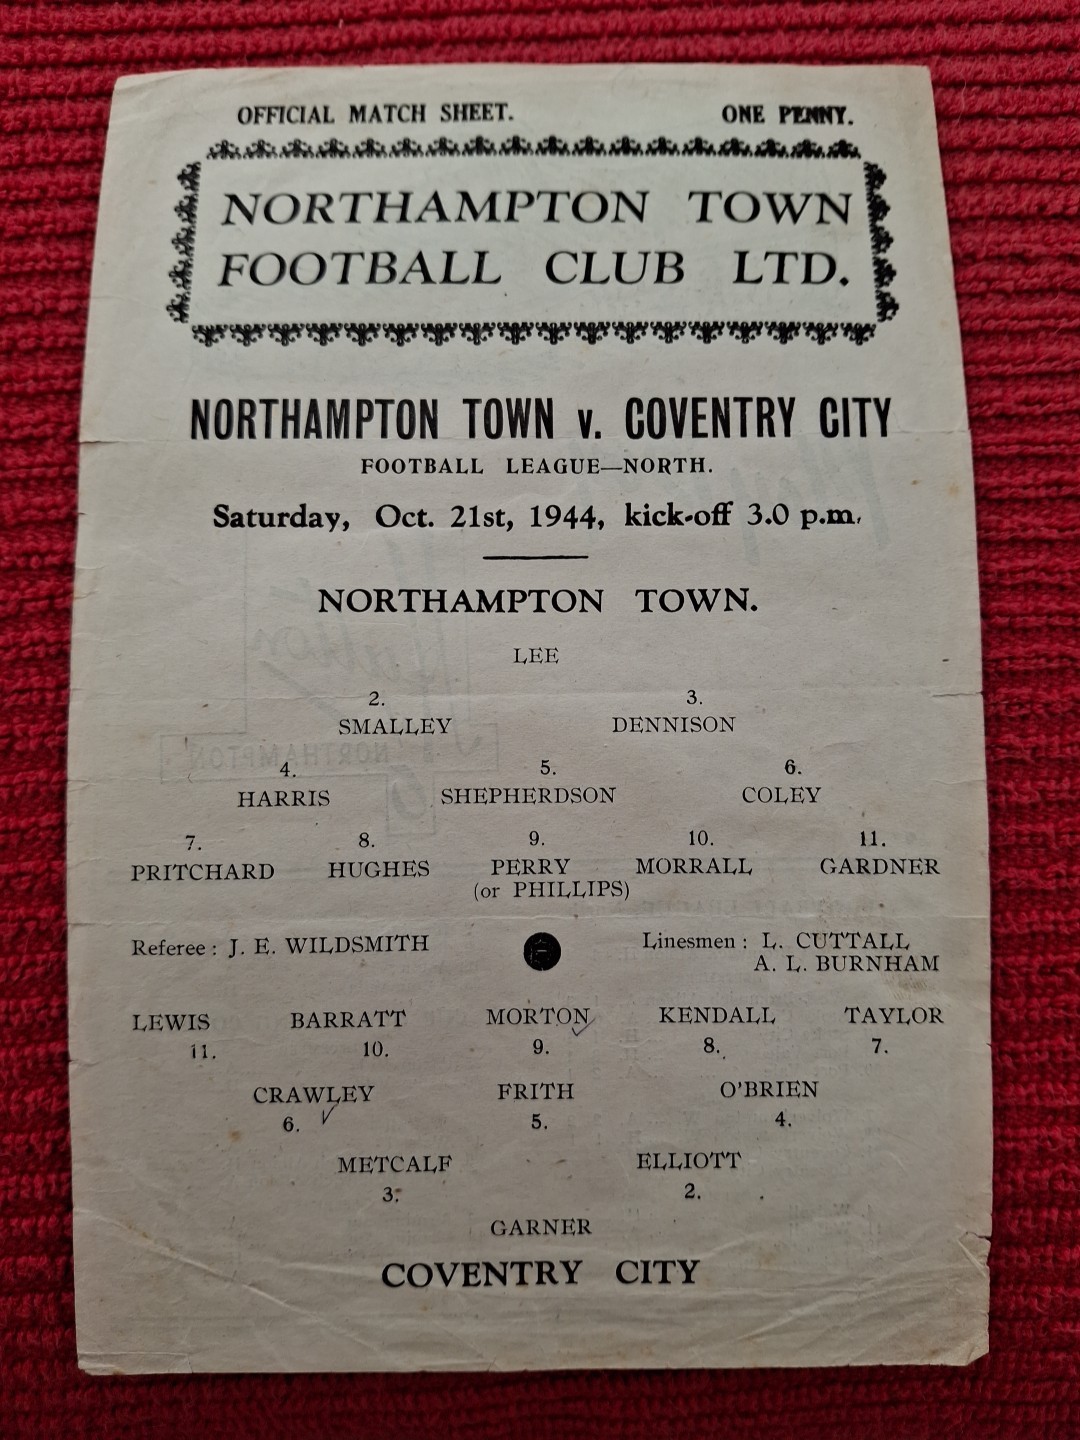 OFFICIAL MATCH SHEET. ONE PENNY.
NORTHAMPTON TOWN
FOOTBALL CLUB LTD.
NORTHAMPTON TOWN v. COVENTRY CITY
FOOTBALL LEAGUE—NORTH.
Saturday, Oct. 21st, 1944, kick-off 3.0 p.m.
NORTHAMPTON TOWN.
LEE
2. 3.
SMALLEY DENNISON
4. 5. 6.
HARRIS SHEPHERDSON COLEY
7. 8. 9. 10. 11.
PRITCHARD HUGHES PERRY MORRALL GARDNER
(or PHILLIPS)
Referee : J. E. WILDSMITH Linesmen : L. CUTTALL
A. L. BURNHAM
LEWIS BARRATT MORTON KENDALL TAYLOR
11. 10. 9. 8. 7.
CRAWLEY FRITH O'BRIEN
6. 5. 4.
METCALF ELLIOTT
3. 2.
GARNER
COVENTRY CITY